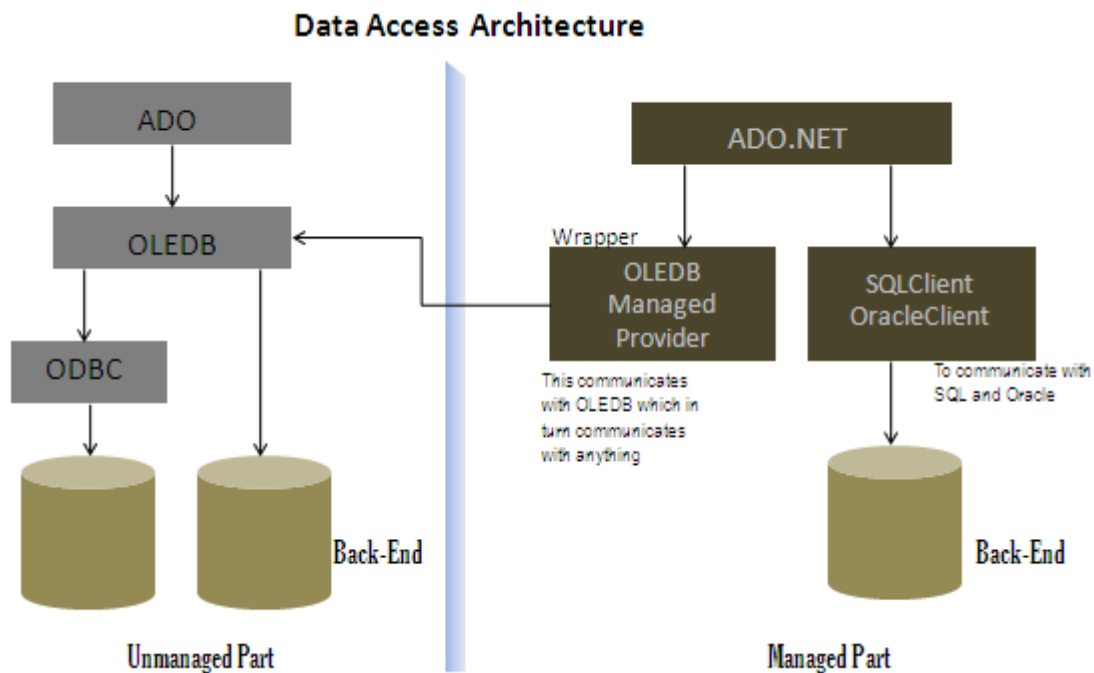 Data Access Architecture
ADO
OLEDB
ODBC
Back-End
Unmanaged Part
ADO.NET
Wrapper
OLEDB
Managed
Provider
This communicates
with OLEDB which in
turn communicates
with anything
SQLClient
OracleClient
To communicate with
SQL and Oracle
Back-End
Managed Part